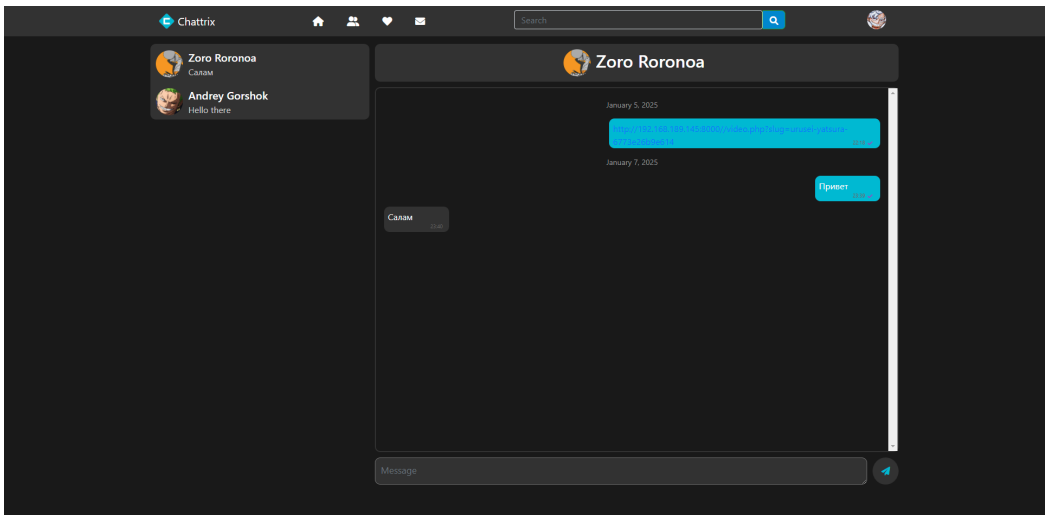 Chattrix
Search
Zoro Roronoa
Салам
Andrey Gorshok
Hello there
Zoro Roronoa
January 5, 2025
January 7, 2025
Привет
Салам
Message